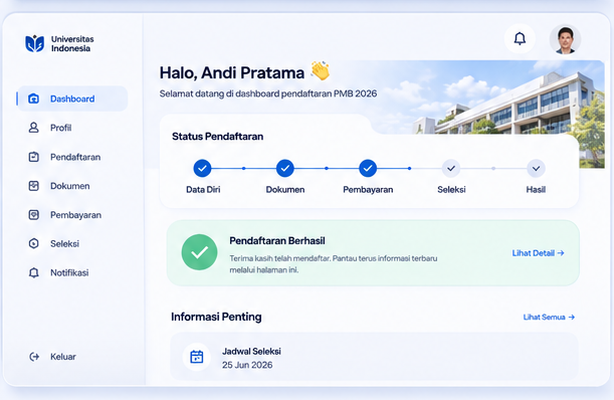 Universitas
Indonesia
Dashboard
Profil
Pendaftaran
Dokumen
Pembayaran
Seleksi
Notifikasi
Keluar
Halo, Andi Pratama 👋
Selamat datang di dashboard pendaftaran PMB 2026
Status Pendaftaran
Data Diri
Dokumen
Pembayaran
Seleksi
Hasil
Pendaftaran Berhasil
Terima kasih telah mendaftar. Pantau terus informasi terbaru
melalui halaman ini.
Lihat Detail →
Informasi Penting
Lihat Semua →
Jadwal Seleksi
25 Jun 2026